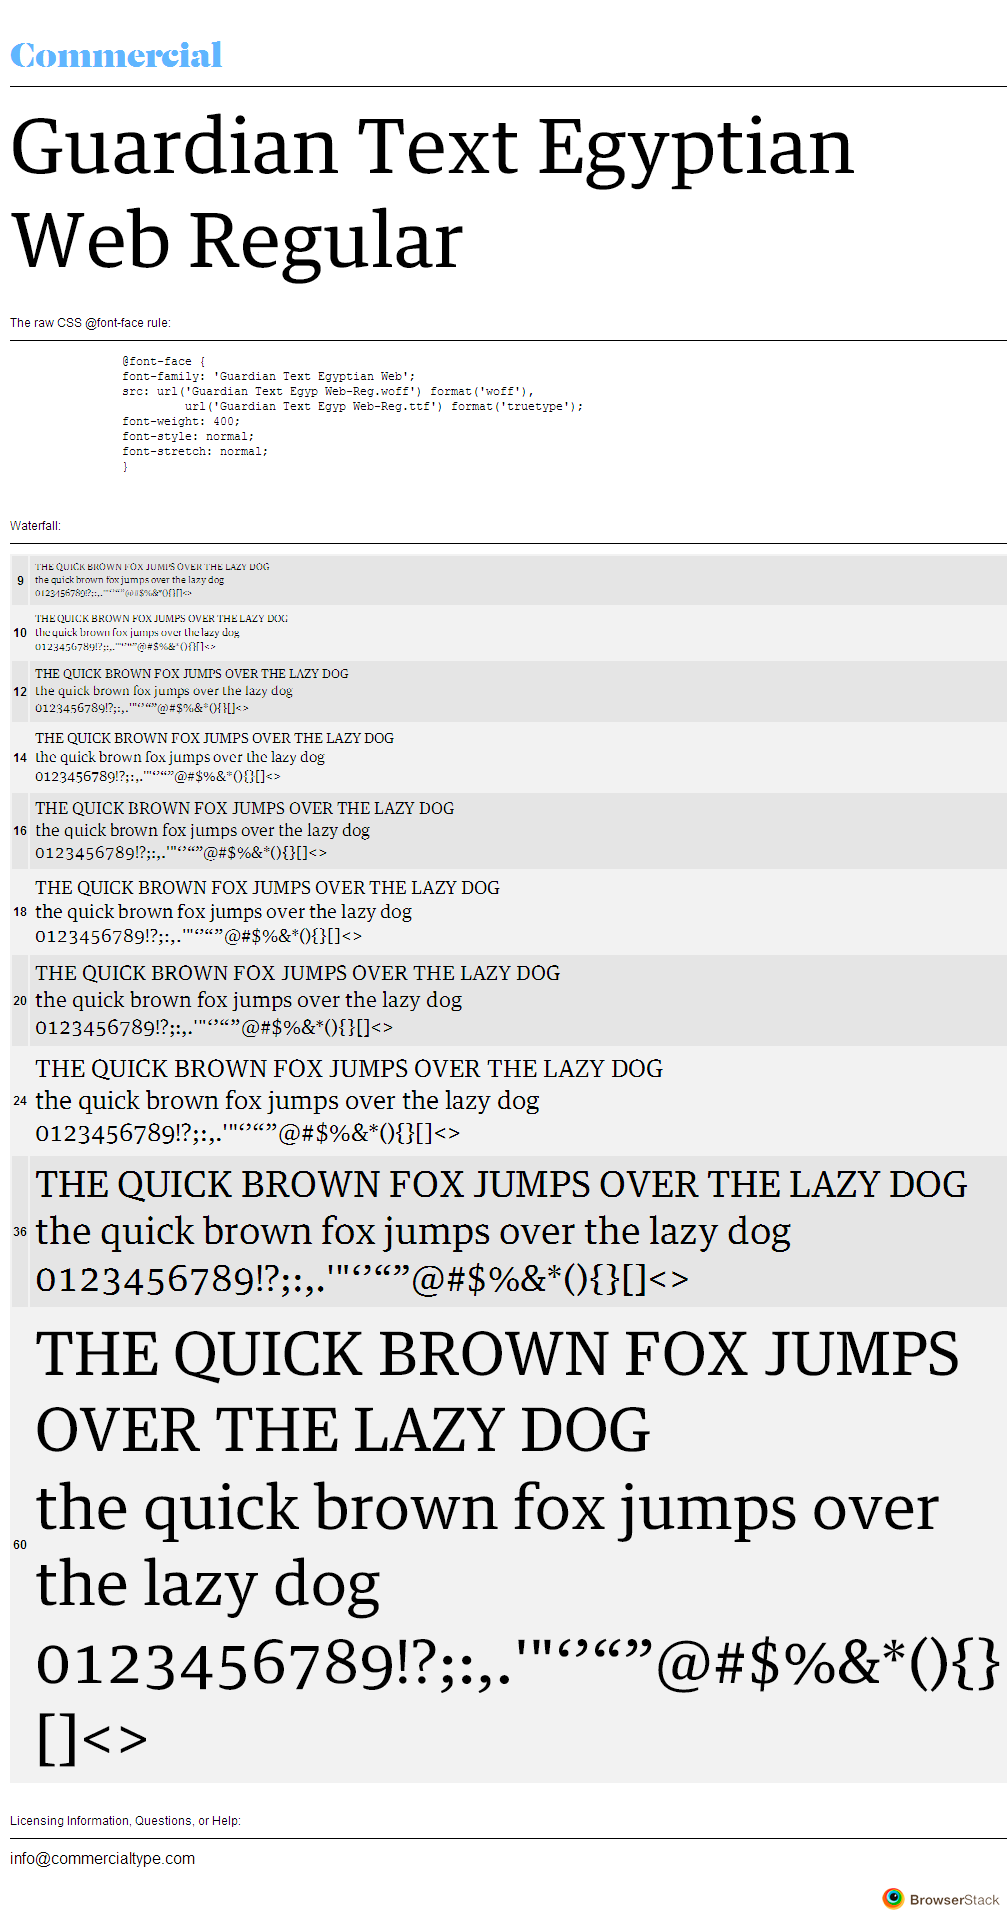 Commercial
Guardian Text Egyptian
Web Regular
The raw CSS @font-face rule:
@font-face {
font-family: 'Guardian Text Egyptian Web';
src: url('Guardian Text Egyp Web-Reg.woff') format('woff'),
url('Guardian Text Egyp Web-Reg.ttf') format('truetype');
font-weight: 400;
font-style: normal;
font-stretch: normal;
}
Waterfall:
THE QUICK BROWN FOX JUMPS OVER THE LAZY DOG
9 the quick brown fox jumps over the lazy dog
0123456789!?;:,.'"‘’“”@#$%&*(){}[]<>
THE QUICK BROWN FOX JUMPS OVER THE LAZY DOG
10 the quick brown fox jumps over the lazy dog
0123456789!?;:,.'"‘’“”@#$%&*(){}[]<>
THE QUICK BROWN FOX JUMPS OVER THE LAZY DOG
12 the quick brown fox jumps over the lazy dog
0123456789!?;:,.'"‘’“”@#$%&*(){}[]<>
THE QUICK BROWN FOX JUMPS OVER THE LAZY DOG
14 the quick brown fox jumps over the lazy dog
0123456789!?;:,.'"‘’“”@#$%&*(){}[]<>
THE QUICK BROWN FOX JUMPS OVER THE LAZY DOG
16 the quick brown fox jumps over the lazy dog
0123456789!?;:,.'"‘’“”@#$%&*(){}[]<>
THE QUICK BROWN FOX JUMPS OVER THE LAZY DOG
18 the quick brown fox jumps over the lazy dog
0123456789!?;:,.'"‘’“”@#$%&*(){}[]<>
THE QUICK BROWN FOX JUMPS OVER THE LAZY DOG
20 the quick brown fox jumps over the lazy dog
0123456789!?;:,.'"‘’“”@#$%&*(){}[]<>
THE QUICK BROWN FOX JUMPS OVER THE LAZY DOG
24 the quick brown fox jumps over the lazy dog
0123456789!?;:,.'"‘’“”@#$%&*(){}[]<>
THE QUICK BROWN FOX JUMPS OVER THE LAZY DOG
36 the quick brown fox jumps over the lazy dog
0123456789!?;:,.'"‘’“”@#$%&*(){}[]<>
THE QUICK BROWN FOX JUMPS
OVER THE LAZY DOG
the quick brown fox jumps over
60
the lazy dog
0123456789!?;:,.'"‘’“”@#$%&*(){}
[]<>
Licensing Information, Questions, or Help:
info@commercialtype.com
BrowserStack